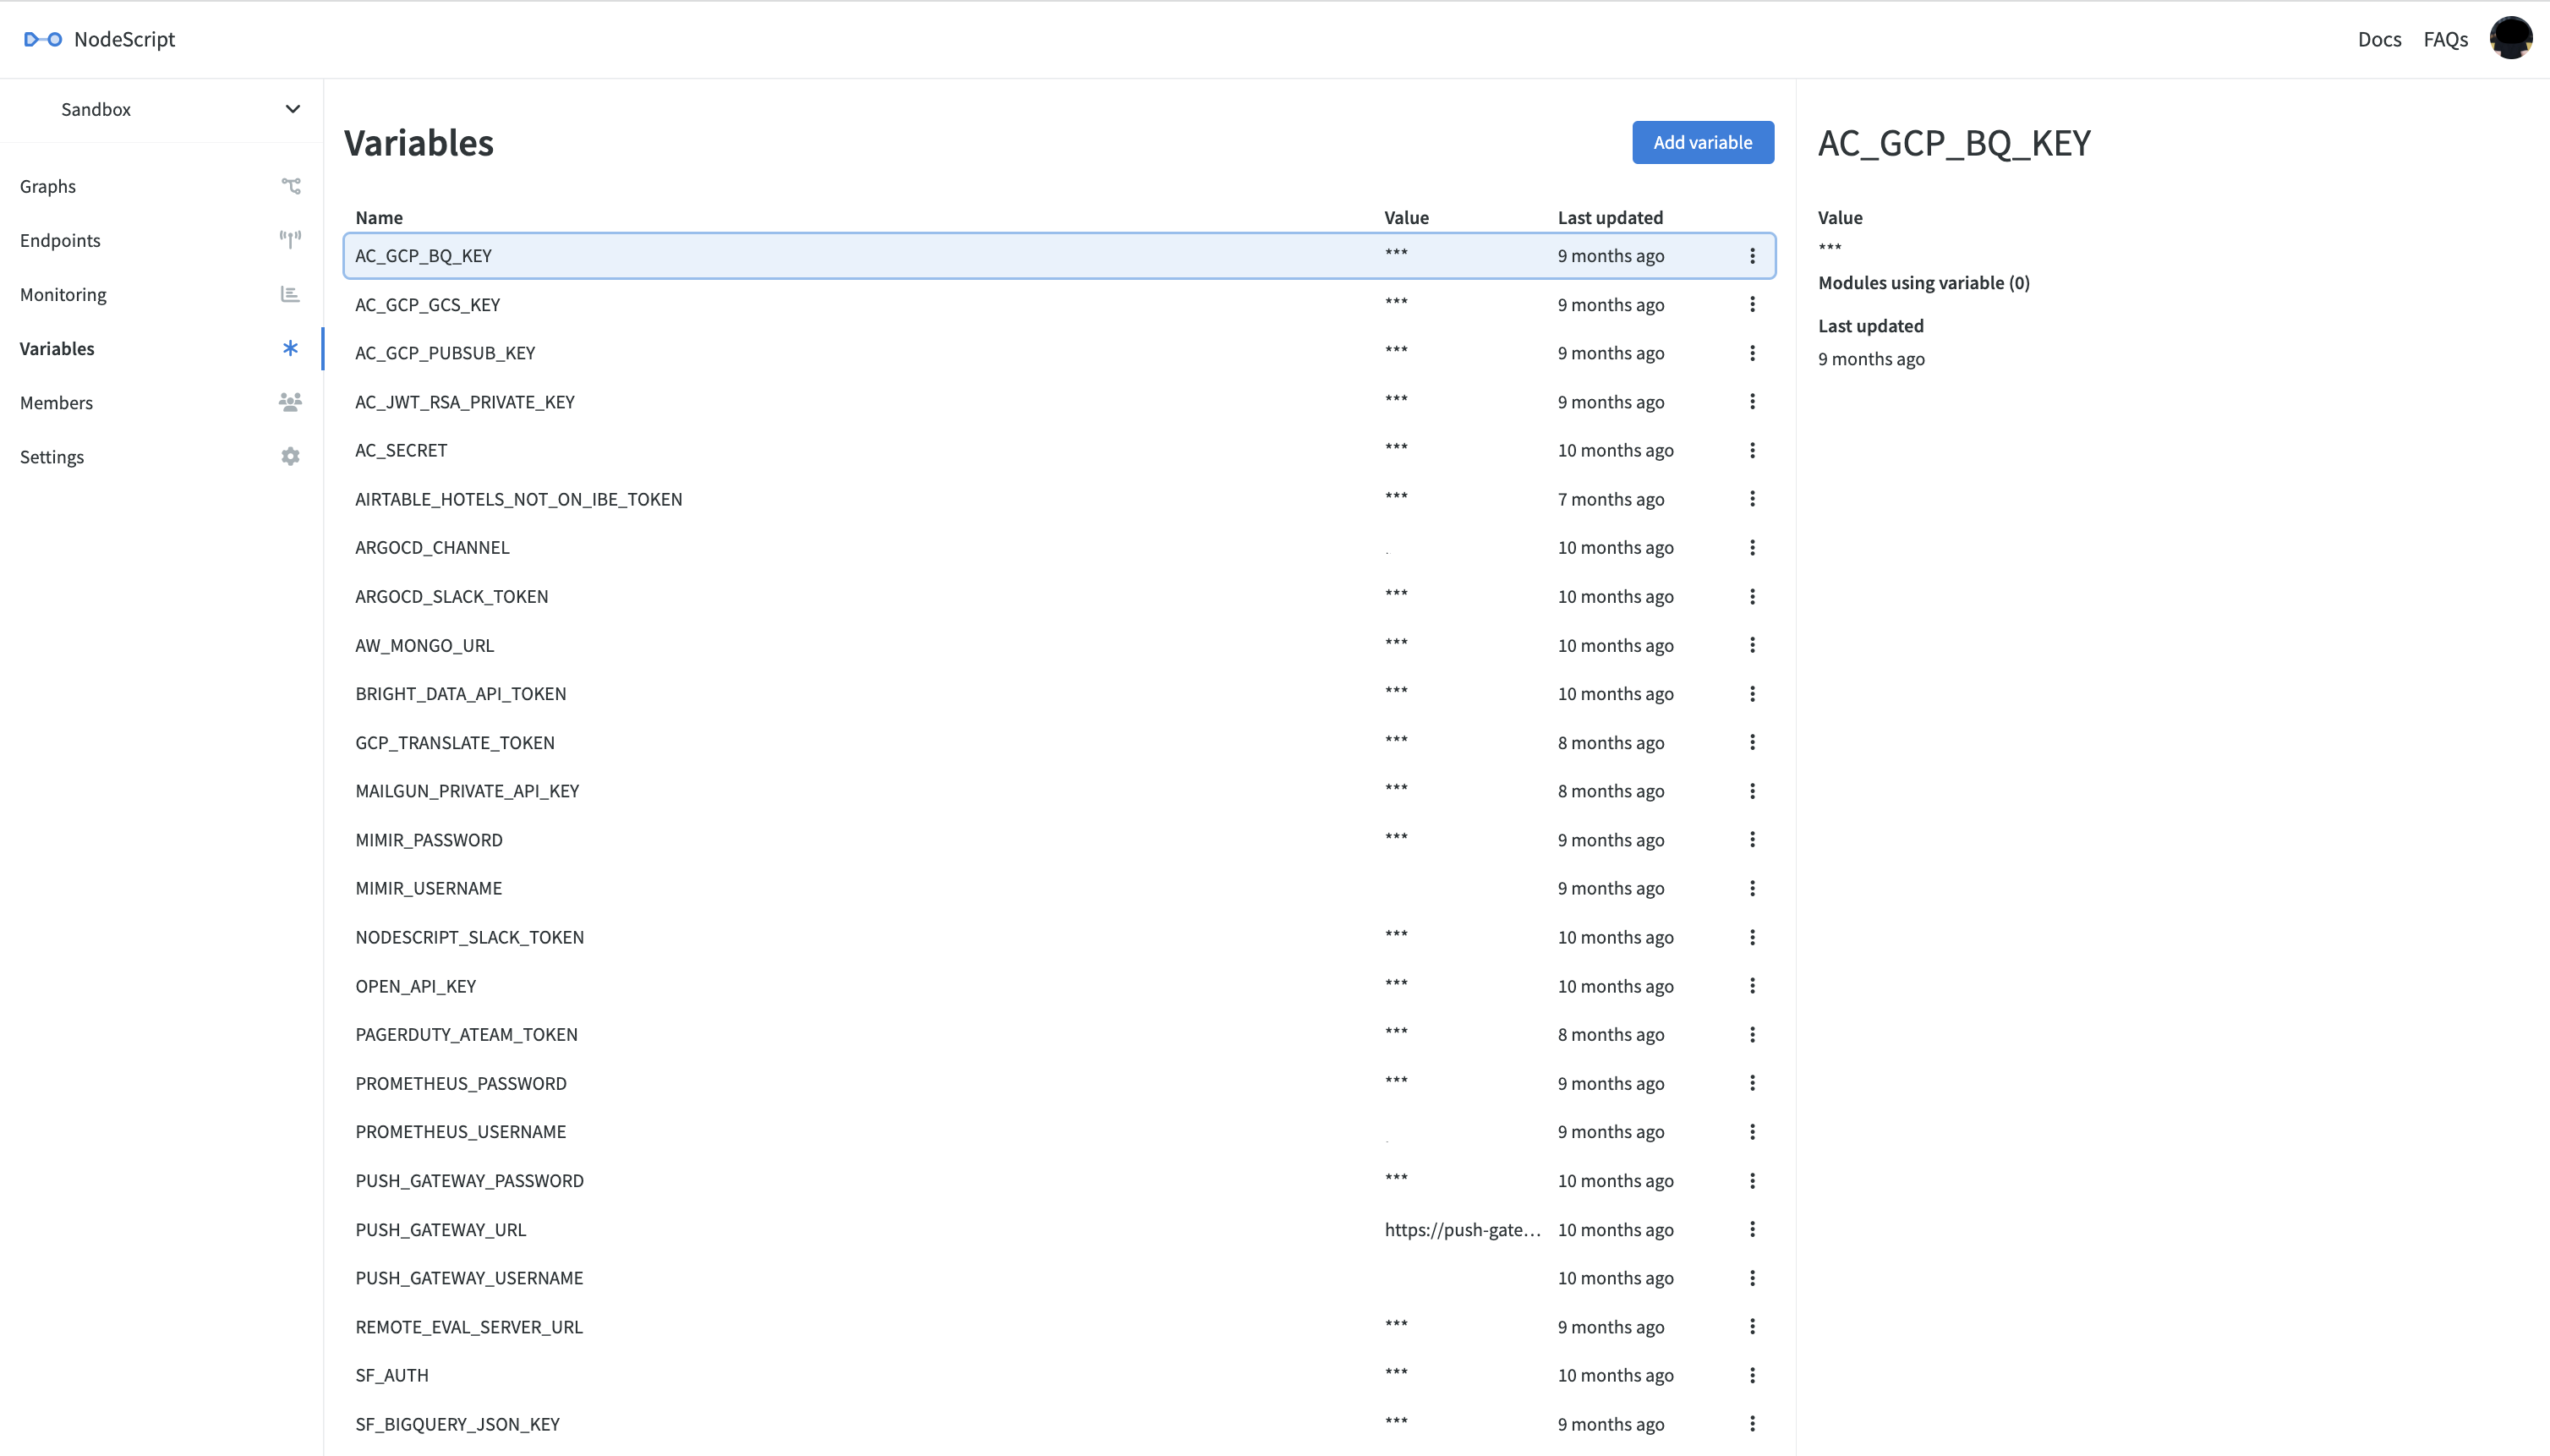 NodeScript
Docs FAQs
Sandbox
Graphs
Endpoints
Monitoring
Variables
Members
Settings
Variables
Add variable
Name Value Last updated
AC_GCP_BQ_KEY *** 9 months ago
AC_GCP_GCS_KEY *** 9 months ago
AC_GCP_PUBSUB_KEY *** 9 months ago
AC_JWT_RSA_PRIVATE_KEY *** 9 months ago
AC_SECRET *** 10 months ago
AIRTABLE_HOTELS_NOT_ON_IBE_TOKEN *** 7 months ago
ARGOCD_CHANNEL 10 months ago
ARGOCD_SLACK_TOKEN *** 10 months ago
AW_MONGO_URL *** 10 months ago
BRIGHT_DATA_API_TOKEN *** 10 months ago
GCP_TRANSLATE_TOKEN *** 8 months ago
MAILGUN_PRIVATE_API_KEY *** 8 months ago
MIMIR_PASSWORD *** 9 months ago
MIMIR_USERNAME 9 months ago
NODESCRIPT_SLACK_TOKEN *** 10 months ago
OPEN_API_KEY *** 10 months ago
PAGERDUTY_ATEAM_TOKEN *** 8 months ago
PROMETHEUS_PASSWORD *** 9 months ago
PROMETHEUS_USERNAME 9 months ago
PUSH_GATEWAY_PASSWORD *** 10 months ago
PUSH_GATEWAY_URL https://push-gate... 10 months ago
PUSH_GATEWAY_USERNAME 10 months ago
REMOTE_EVAL_SERVER_URL *** 9 months ago
SF_AUTH *** 10 months ago
SF_BIGQUERY_JSON_KEY *** 9 months ago
AC_GCP_BQ_KEY
Value
***
Modules using variable (0)
Last updated
9 months ago